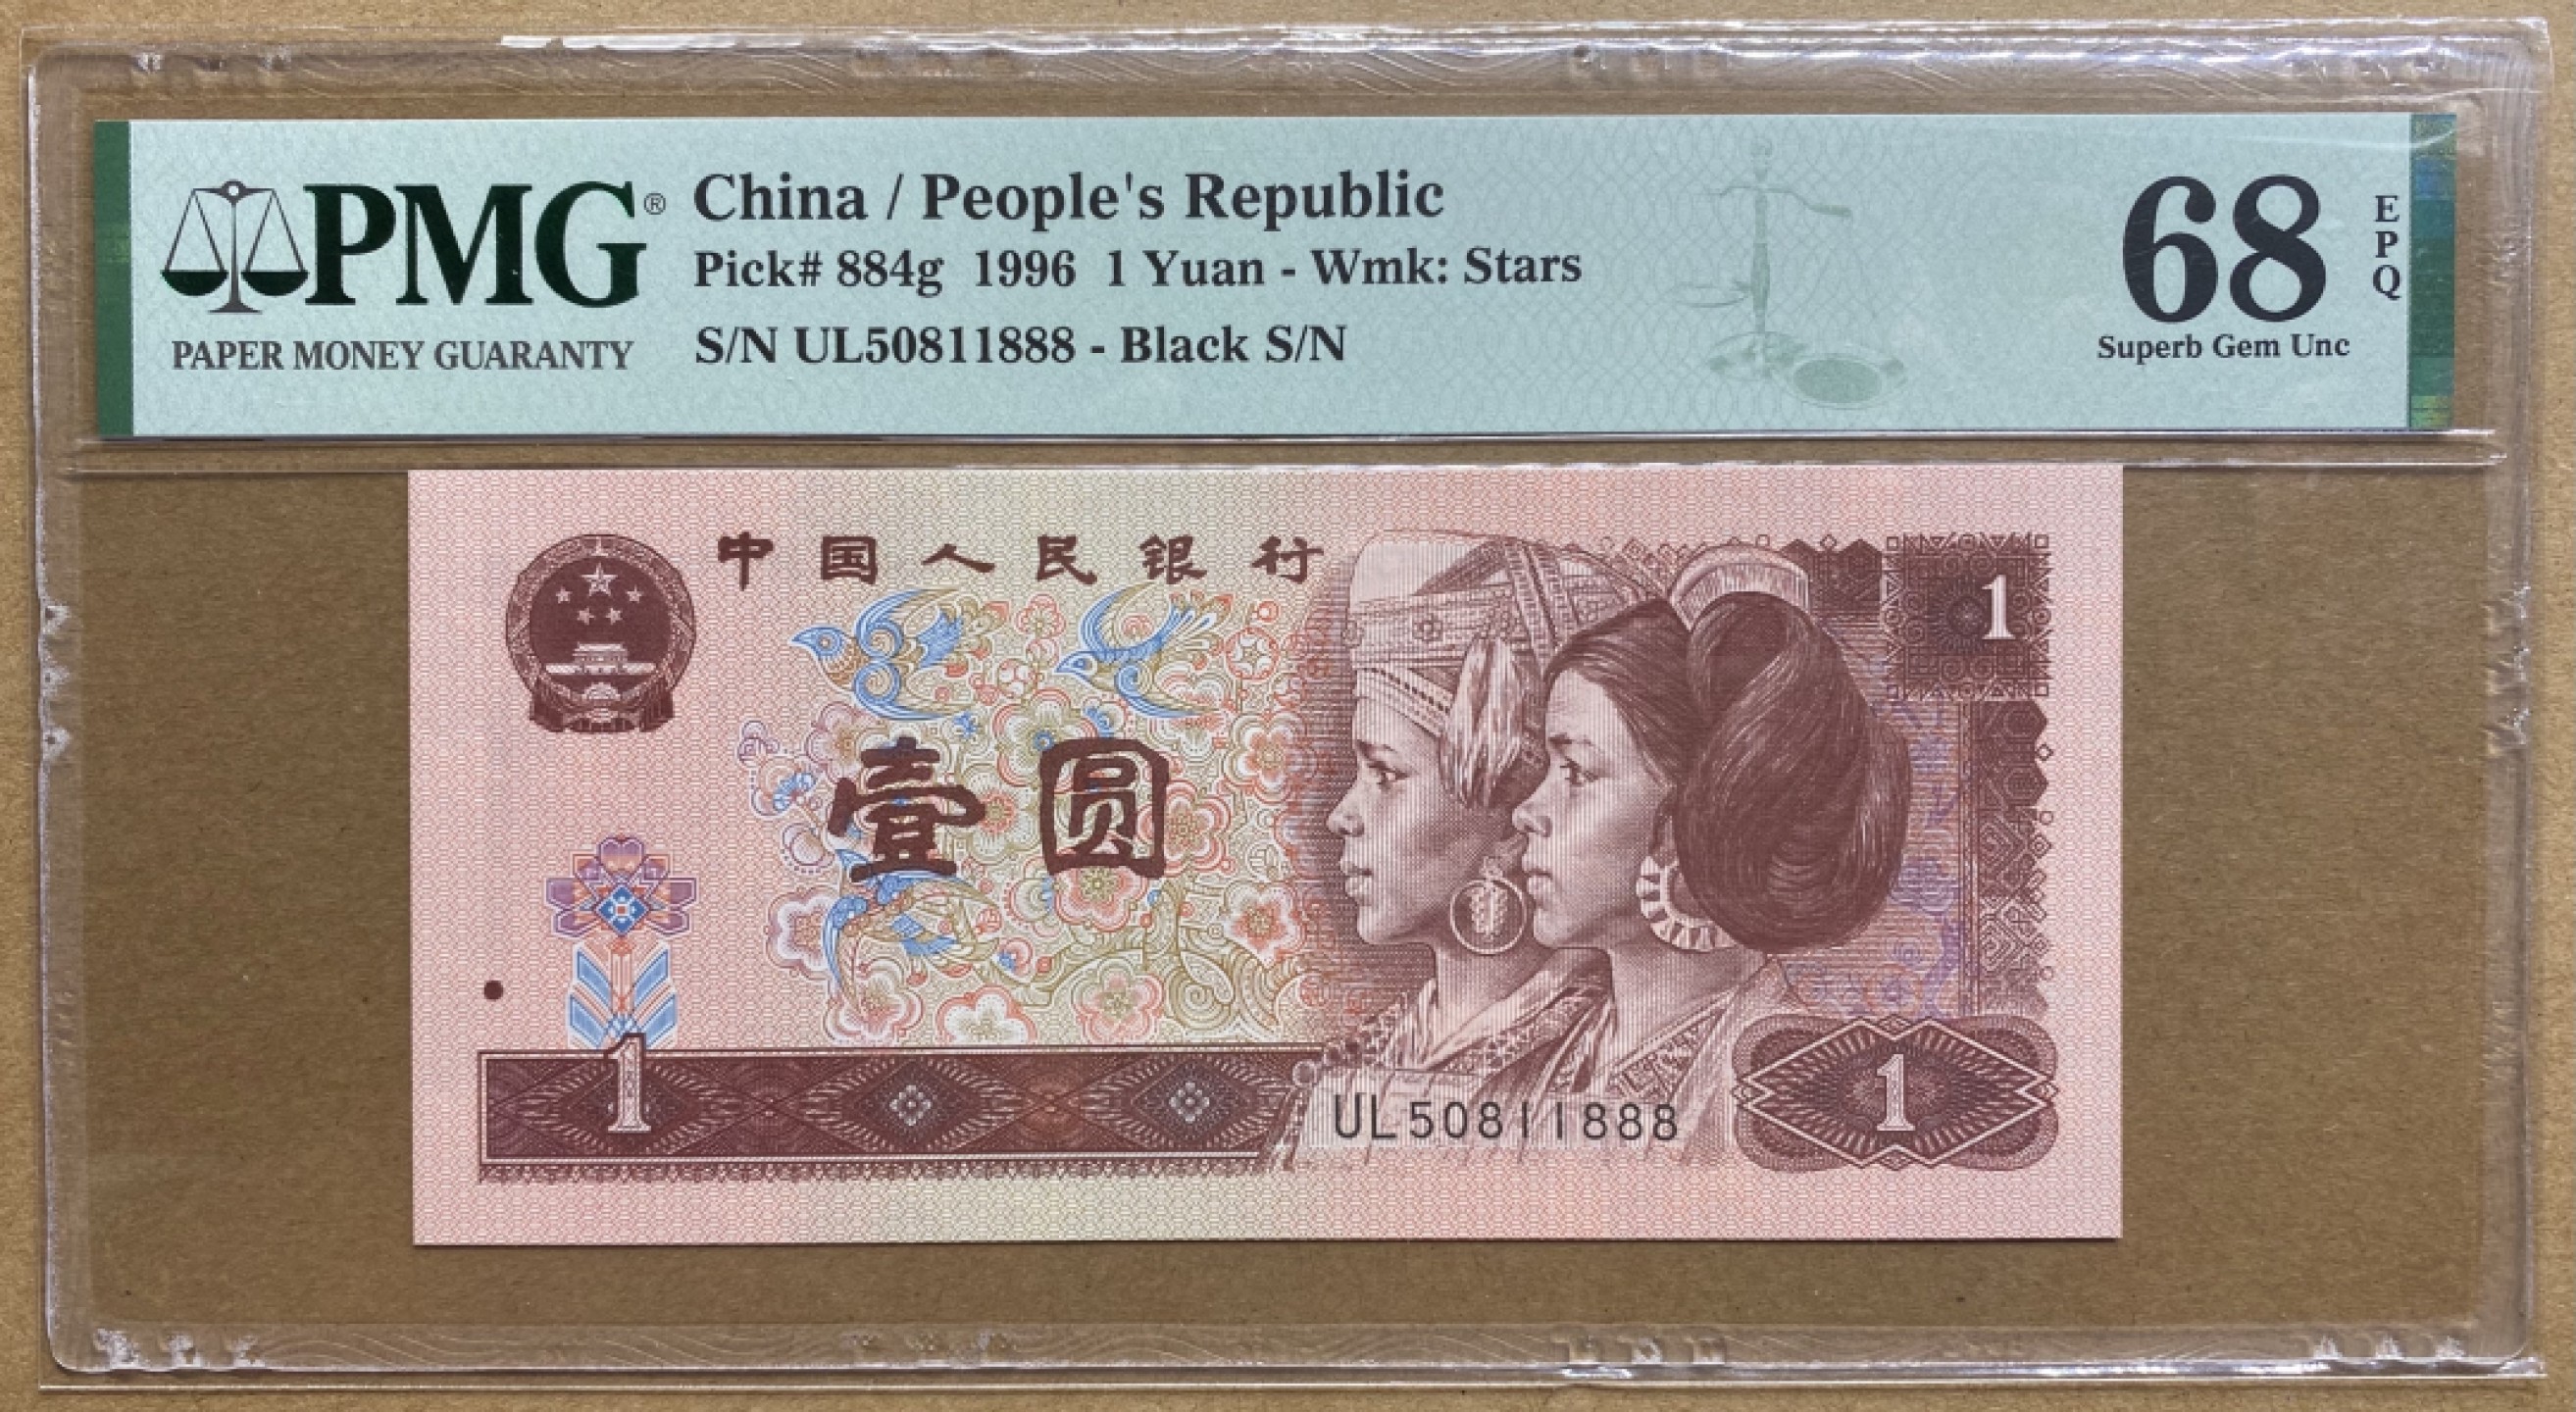 PMG®
PAPER MONEY GUARANTY
China / People's Republic
Pick# 884g 1996 1 Yuan - Wmk: Stars
S/N UL50811888 - Black S/N
68
EPQ
Superb Gem Unc
中国人民银行
1
壹圆
1
UL50811888
1